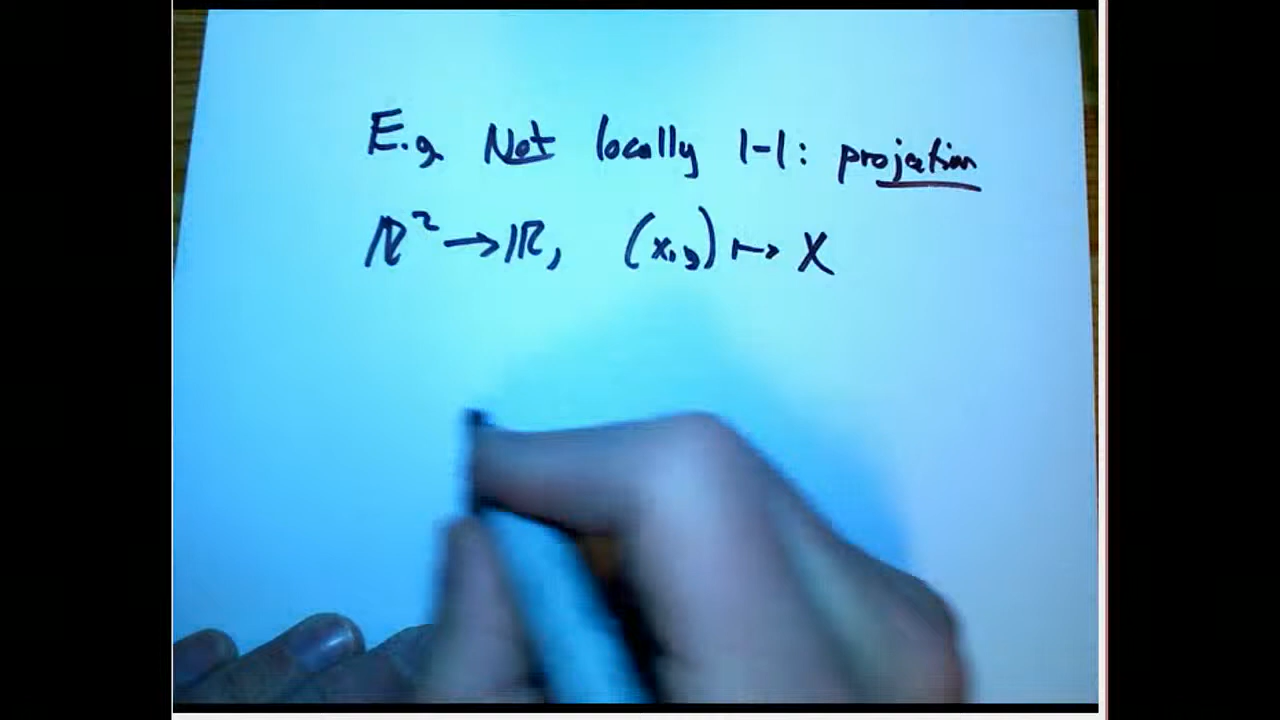 E.g. Not locally 1-1: projection
ℝ² → ℝ, (x,y) ↦ x